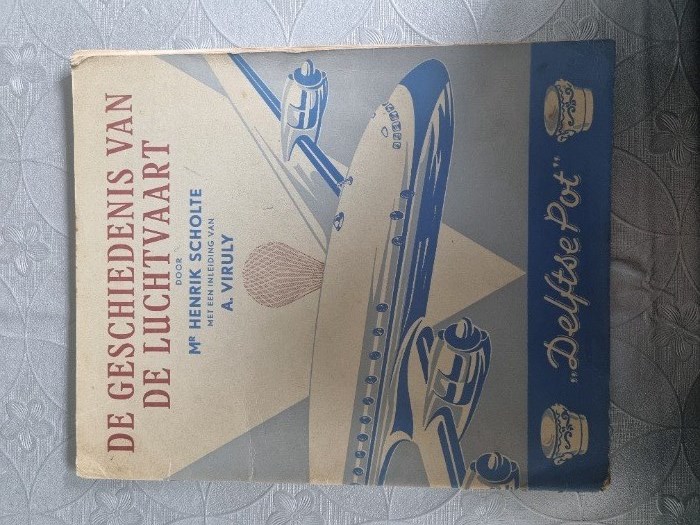 DE GESCHIEDENIS VAN
DE LUCHTVAART
DOOR
MR HENRIK SCHOLTE
MET EEN INLEIDING VAN
A. VIRULY
„Delftse Pot"